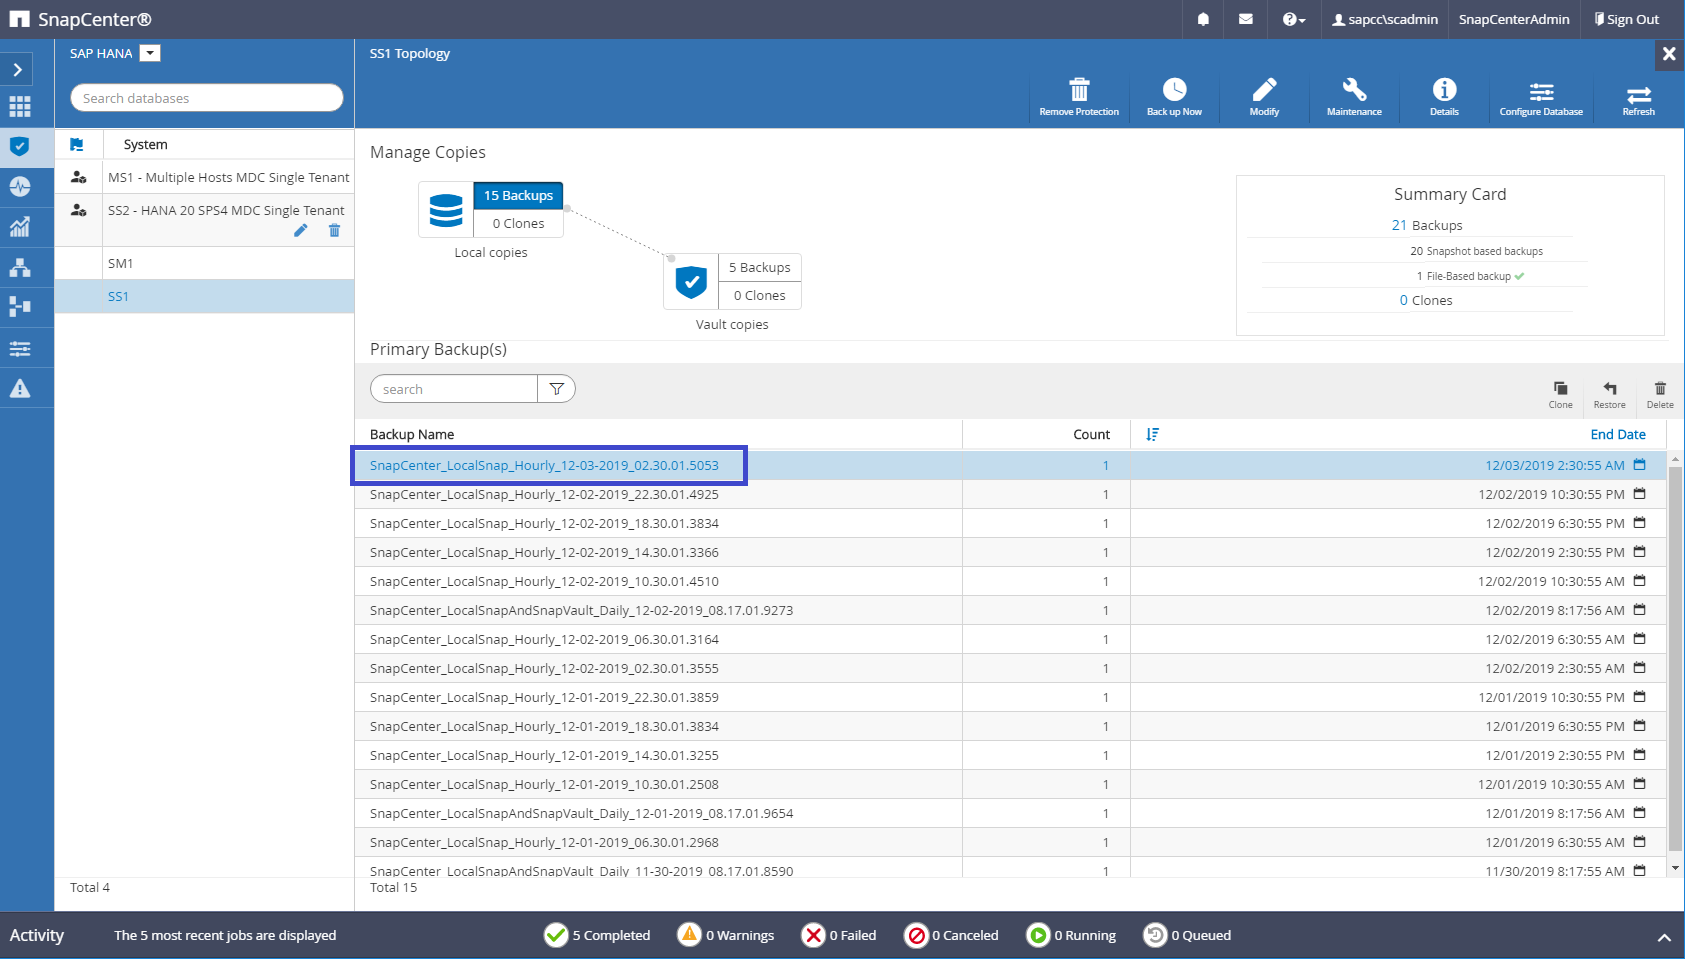 SnapCenter®
sapcc\scadmin
SnapCenterAdmin
Sign Out
SAP HANA
Search databases
System
MS1 - Multiple Hosts MDC Single Tenant
SS2 - HANA 20 SPS4 MDC Single Tenant
SM1
SS1
Total 4
SS1 Topology
Remove Protection
Back up Now
Modify
Maintenance
Details
Configure Database
Refresh
Manage Copies
15 Backups
0 Clones
Local copies
5 Backups
0 Clones
Vault copies
Summary Card
21 Backups
20 Snapshot based backups
1 File-Based backup
0 Clones
Primary Backup(s)
search
Clone
Restore
Delete
Backup Name Count End Date
SnapCenter_LocalSnap_Hourly_12-03-2019_02.30.01.5053 1 12/03/2019 2:30:55 AM
SnapCenter_LocalSnap_Hourly_12-02-2019_22.30.01.4925 1 12/02/2019 10:30:55 PM
SnapCenter_LocalSnap_Hourly_12-02-2019_18.30.01.3834 1 12/02/2019 6:30:55 PM
SnapCenter_LocalSnap_Hourly_12-02-2019_14.30.01.3366 1 12/02/2019 2:30:55 PM
SnapCenter_LocalSnap_Hourly_12-02-2019_10.30.01.4510 1 12/02/2019 10:30:55 AM
SnapCenter_LocalSnapAndSnapVault_Daily_12-02-2019_08.17.01.9273 1 12/02/2019 8:17:56 AM
SnapCenter_LocalSnap_Hourly_12-02-2019_06.30.01.3164 1 12/02/2019 6:30:55 AM
SnapCenter_LocalSnap_Hourly_12-02-2019_02.30.01.3555 1 12/02/2019 2:30:55 AM
SnapCenter_LocalSnap_Hourly_12-01-2019_22.30.01.3859 1 12/01/2019 10:30:55 PM
SnapCenter_LocalSnap_Hourly_12-01-2019_18.30.01.3834 1 12/01/2019 6:30:55 PM
SnapCenter_LocalSnap_Hourly_12-01-2019_14.30.01.3255 1 12/01/2019 2:30:55 PM
SnapCenter_LocalSnap_Hourly_12-01-2019_10.30.01.2508 1 12/01/2019 10:30:55 AM
SnapCenter_LocalSnapAndSnapVault_Daily_12-01-2019_08.17.01.9654 1 12/01/2019 8:17:56 AM
SnapCenter_LocalSnap_Hourly_12-01-2019_06.30.01.2968 1 12/01/2019 6:30:55 AM
SnapCenter_LocalSnapAndSnapVault_Daily_11-30-2019_08.17.01.8590 1 11/30/2019 8:17:55 AM
Total 15
Activity
The 5 most recent jobs are displayed
5 Completed
0 Warnings
0 Failed
0 Canceled
0 Running
0 Queued